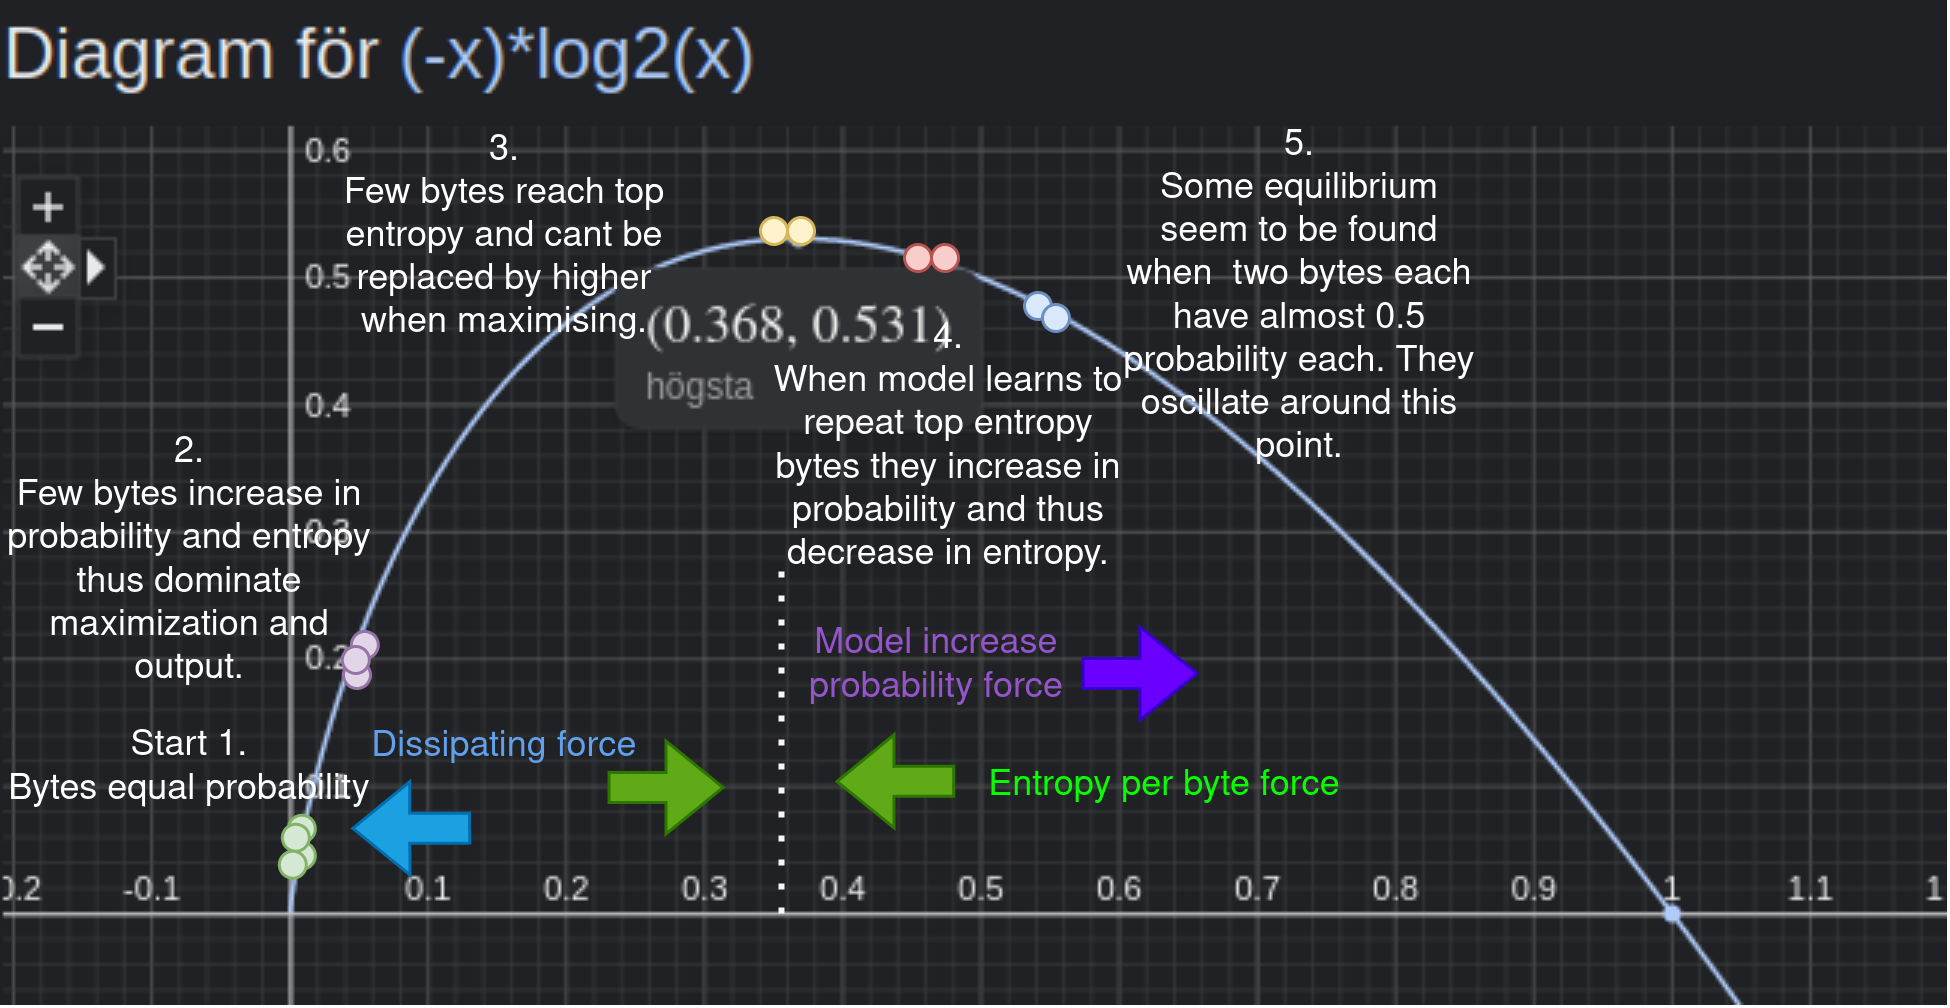 Diagram för (-x)*log2(x)
3.
Few bytes reach top
entropy and cant be
replaced by higher
when maximising.
5.
Some equilibrium
seem to be found
when  two bytes each
have almost 0.5
probability each. They
oscillate around this
point.
(0.368, 0.531)
högsta
4.
When model learns to
repeat top entropy
bytes they increase in
probability and thus
decrease in entropy.
2.
Few bytes increase in
probability and entropy
thus dominate
maximization and
output.
Start 1.
Bytes equal probability
Dissipating force
Model increase
probability force
Entropy per byte force
0.6
0.5
0.4
0.3
0.2
-0.1
0.1
0.2
0.3
0.4
0.5
0.6
0.7
0.8
0.9
1
1.1